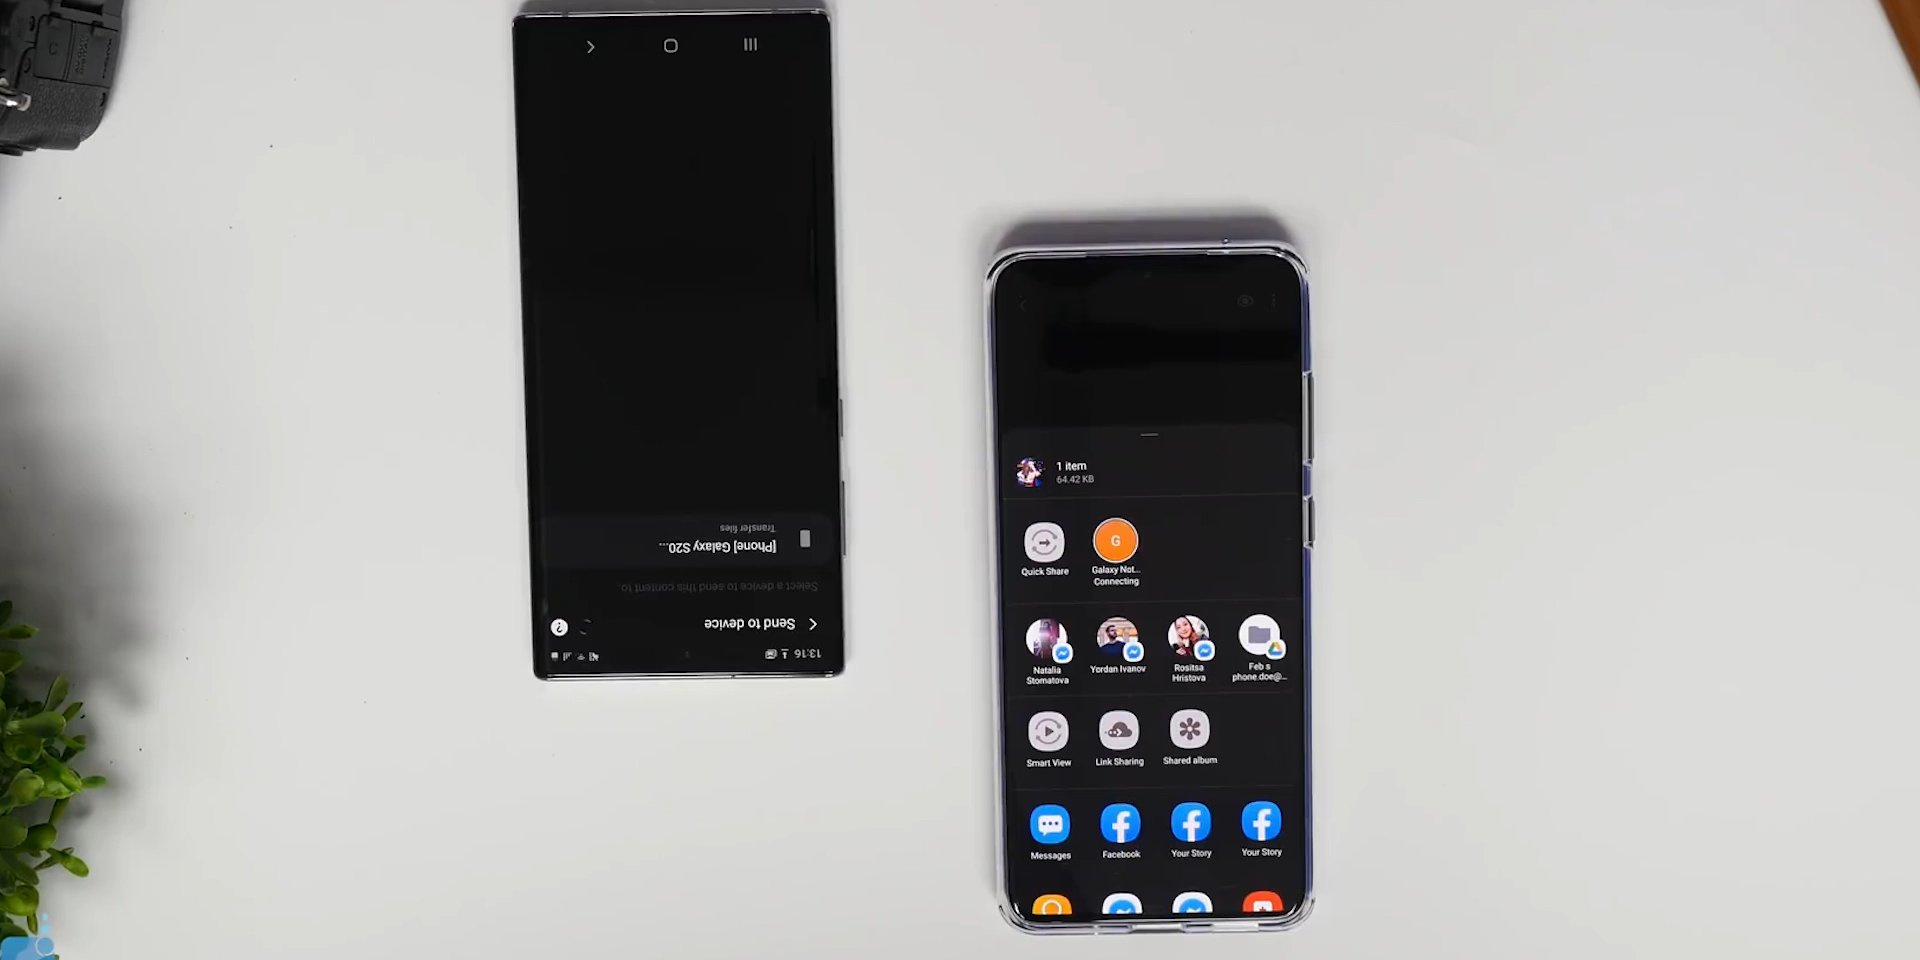 13:16
Send to device
?
Select a device to send this content to.
[Phone] Galaxy S20...
Transfer files
1 item
64.42 KB
G
Quick Share
Galaxy Not...
Connecting
Natalia
Stomatova
Yordan Ivanov
Rositsa
Hristova
Feb s
phone.doe@...
Smart View
Link Sharing
Shared album
Messages
Facebook
Your Story
Your Story